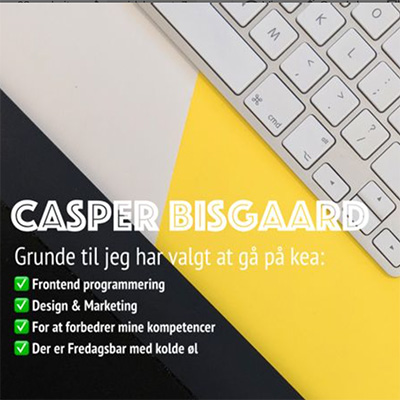 CASPER BISGAARD
Grunde til jeg har valgt at gå på kea:
✅ Frontend programmering
✅ Design & Marketing
✅ For at forbedrer mine kompetencer
✅ Der er Fredagsbar med kolde øl
P
{
[
}
]
:
;
"
'
L
K
M
<
,
>
.
?
/
⌘
cmd